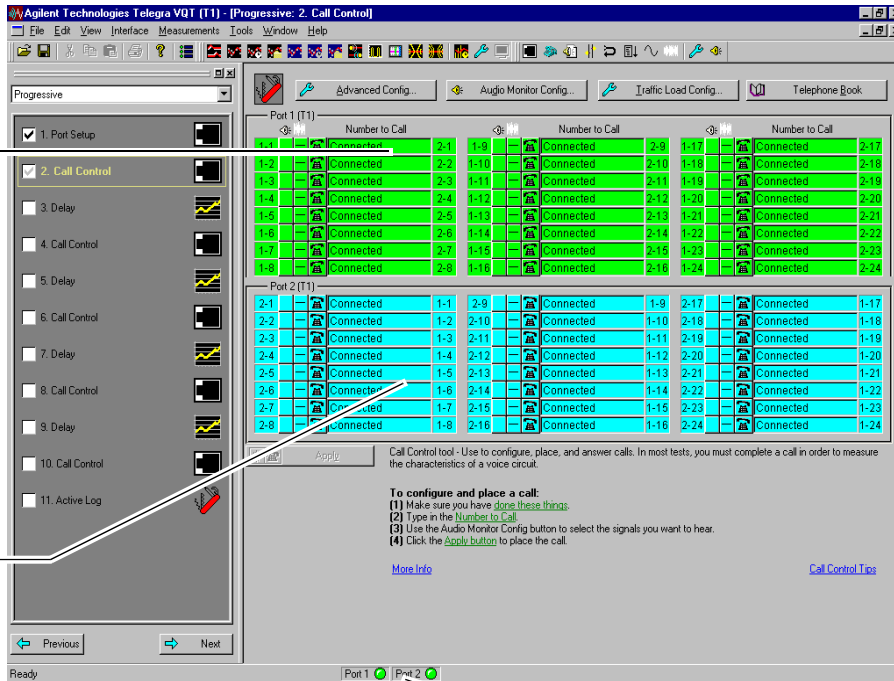 Agilent Technologies Telegra VQT (T1) - [Progressive: 2. Call Control]
File Edit View Interface Measurements Tools Window Help
Progressive
Advanced Config... Audio Monitor Config... Traffic Load Config... Telephone Book
1. Port Setup
2. Call Control
3. Delay
4. Call Control
5. Delay
6. Call Control
7. Delay
8. Call Control
9. Delay
10. Call Control
11. Active Log
Previous Next
Port 1 (T1)
Number to Call Number to Call Number to Call
1-1 Connected 2-1 1-9 Connected 2-9 1-17 Connected 2-17
1-2 Connected 2-2 1-10 Connected 2-10 1-18 Connected 2-18
1-3 Connected 2-3 1-11 Connected 2-11 1-19 Connected 2-19
1-4 Connected 2-4 1-12 Connected 2-12 1-20 Connected 2-20
1-5 Connected 2-5 1-13 Connected 2-13 1-21 Connected 2-21
1-6 Connected 2-6 1-14 Connected 2-14 1-22 Connected 2-22
1-7 Connected 2-7 1-15 Connected 2-15 1-23 Connected 2-23
1-8 Connected 2-8 1-16 Connected 2-16 1-24 Connected 2-24
Port 2 (T1)
2-1 Connected 1-1 2-9 Connected 1-9 2-17 Connected 1-17
2-2 Connected 1-2 2-10 Connected 1-10 2-18 Connected 1-18
2-3 Connected 1-3 2-11 Connected 1-11 2-19 Connected 1-19
2-4 Connected 1-4 2-12 Connected 1-12 2-20 Connected 1-20
2-5 Connected 1-5 2-13 Connected 1-13 2-21 Connected 1-21
2-6 Connected 1-6 2-14 Connected 1-14 2-22 Connected 1-22
2-7 Connected 1-7 2-15 Connected 1-15 2-23 Connected 1-23
2-8 Connected 1-8 2-16 Connected 1-16 2-24 Connected 1-24
Apply
Call Control tool - Use to configure, place, and answer calls. In most tests, you must complete a call in order to measure
the characteristics of a voice circuit.
To configure and place a call:
(1) Make sure you have done these things.
(2) Type in the Number to Call.
(3) Use the Audio Monitor Config button to select the signals you want to hear.
(4) Click the Apply button to place the call.
More Info Call Control Tips
Ready Port 1 Port 2